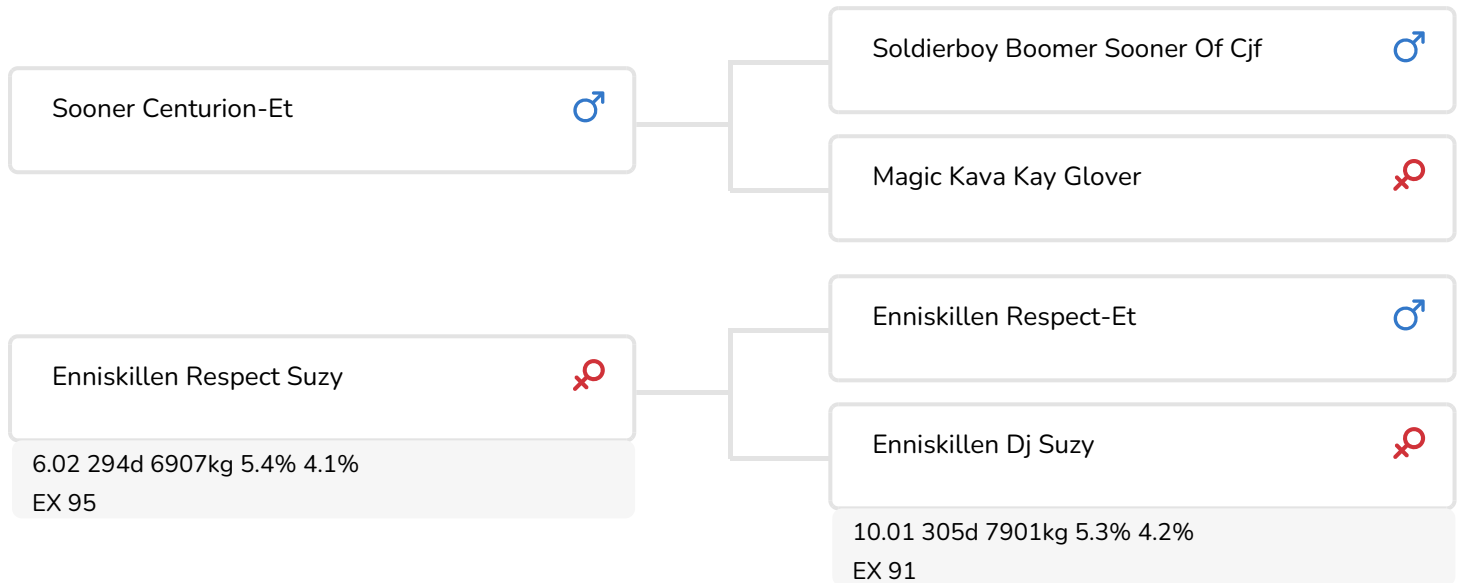 Sooner Centurion-Et
Soldierboy Boomer Sooner Of Cjf
Magic Kava Kay Glover
Enniskillen Respect Suzy
6.02 294d 6907kg 5.4% 4.1%
EX 95
Enniskillen Respect-Et
Enniskillen Dj Suzy
10.01 305d 7901kg 5.3% 4.2%
EX 91